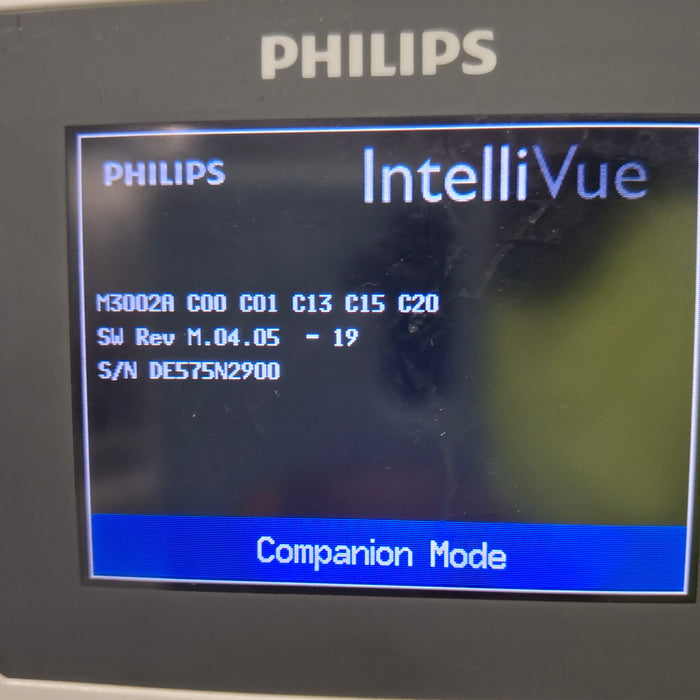 PHILIPS
PHILIPS IntelliVue
M3002A C00 C01 C13 C15 C20
SW Rev M.04.05 - 19
S/N DE575N2900
Companion Mode